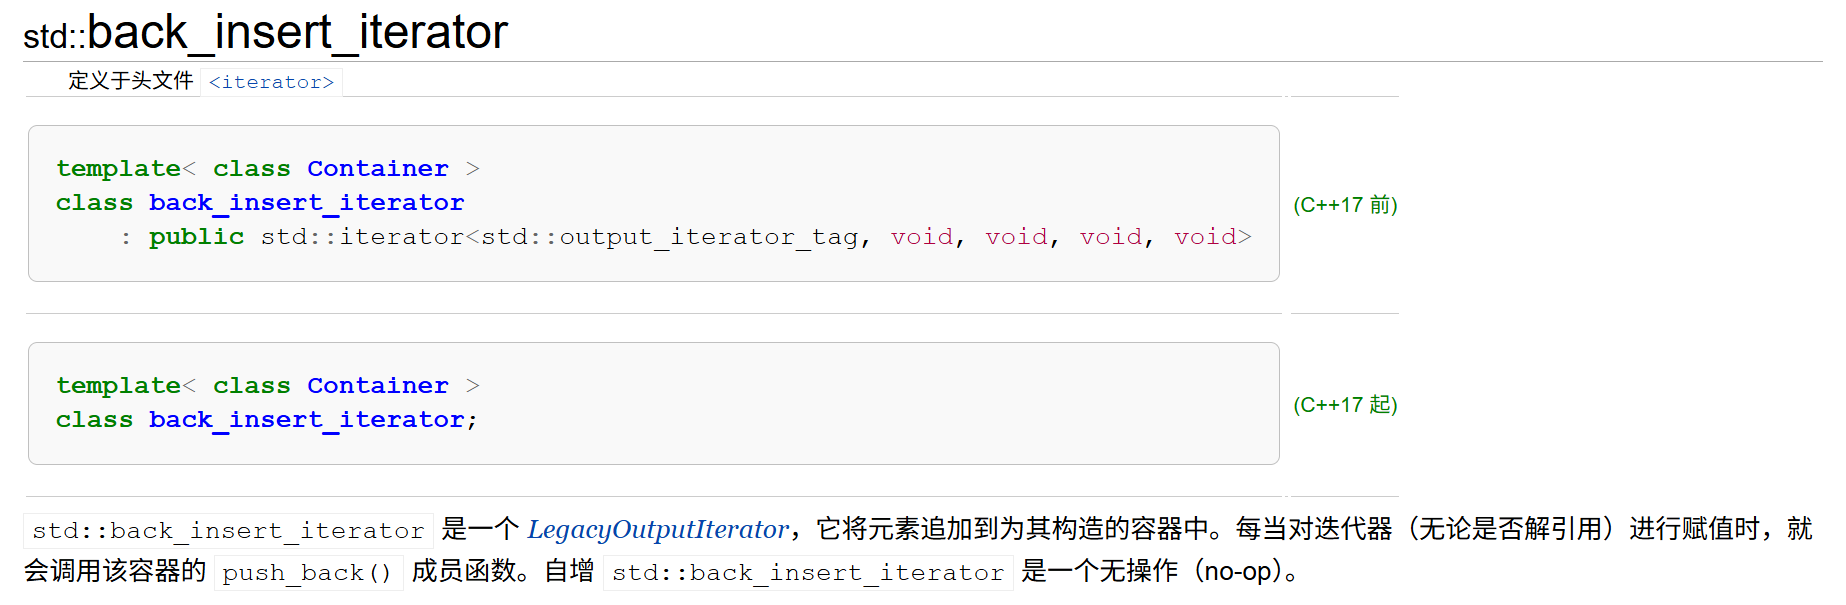 std::back_insert_iterator
定义于头文件 <iterator>
template< class Container >
class back_insert_iterator
    : public std::iterator<std::output_iterator_tag, void, void, void, void>
(C++17 前)
template< class Container >
class back_insert_iterator;
(C++17 起)
std::back_insert_iterator 是一个 LegacyOutputIterator，它将元素追加到为其构造的容器中。每当对迭代器（无论是否解引用）进行赋值时，就
会调用该容器的 push_back() 成员函数。自增 std::back_insert_iterator 是一个无操作（no-op）。